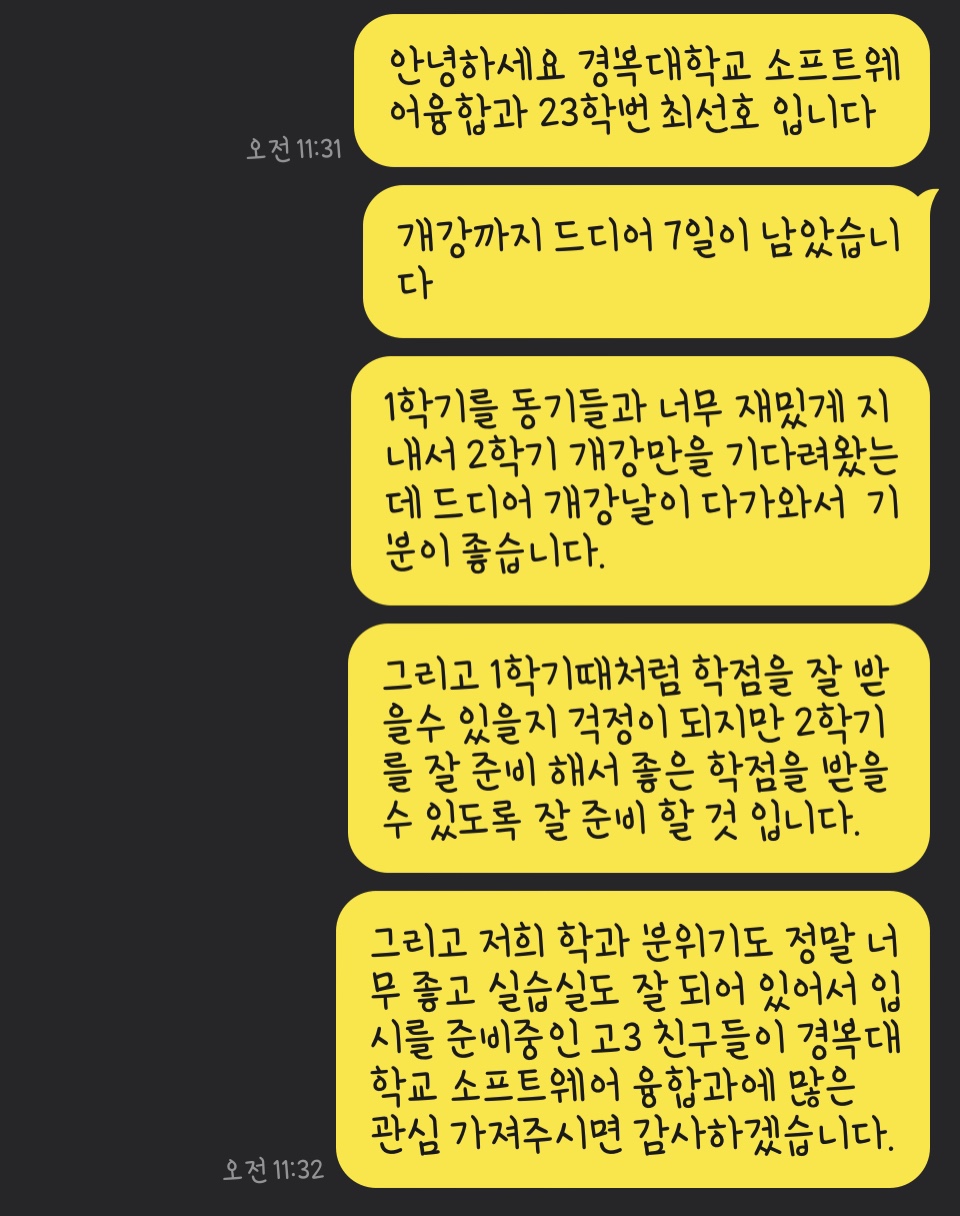 안녕하세요 경복대학교 소프트웨
어융합과 23학번 최선호 입니다
오전 11:31
개강까지 드디어 7일이 남았습니
다
1학기를 동기들과 너무 재밌게 지
내서 2학기 개강만을 기다려왔는
데 드디어 개강날이 다가와서 기
분이 좋습니다.
그리고 1학기때처럼 학점을 잘 받
을수 있을지 걱정이 되지만 2학기
를 잘 준비 해서 좋은 학점을 받을
수 있도록 잘 준비 할 것 입니다.
그리고 저희 학과 분위기도 정말 너
무 좋고 실습실도 잘 되어 있어서 입
시를 준비중인 고3 친구들이 경복대
학교 소프트웨어 융합과에 많은
관심 가져주시면 감사하겠습니다.
오전 11:32